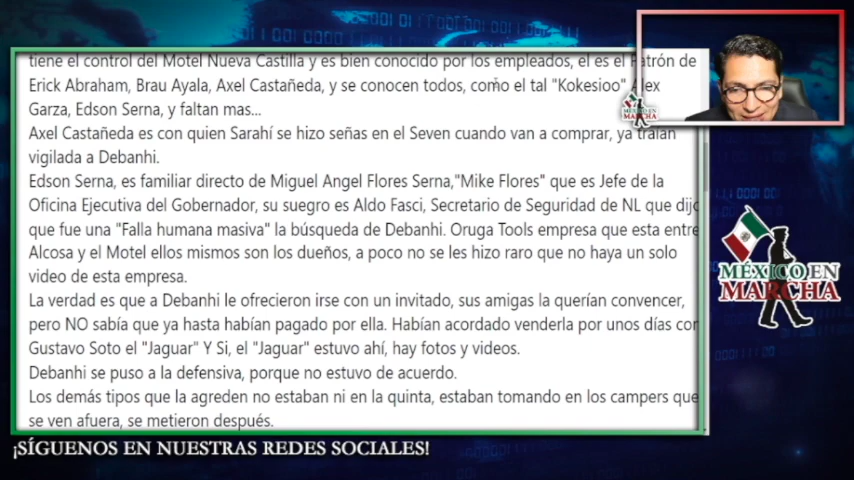 tiene el control del Motel Nueva Castilla y es bien conocido por los empleados, el es el Patrón de
Erick Abraham, Brau Ayala, Axel Castañeda, y se conocen todos, como el tal "Kokesioo" Alex
Garza, Edson Serna, y faltan mas...
Axel Castañeda es con quien Sarahí se hizo señas en el Seven cuando van a comprar, ya traían
vigilada a Debanhi.
Edson Serna, es familiar directo de Miguel Angel Flores Serna,"Mike Flores" que es Jefe de la
Oficina Ejecutiva del Gobernador, su suegro es Aldo Fasci, Secretario de Seguridad de NL que dijo
que fue una "Falla humana masiva" la búsqueda de Debanhi. Oruga Tools empresa que esta entre
Alcosa y el Motel ellos mismos son los dueños, a poco no se les hizo raro que no haya un solo
video de esta empresa.
La verdad es que a Debanhi le ofrecieron irse con un invitado, sus amigas la querían convencer,
pero NO sabía que ya hasta habían pagado por ella. Habían acordado venderla por unos días con
Gustavo Soto el "Jaguar" Y Si, el "Jaguar" estuvo ahí, hay fotos y videos.
Debanhi se puso a la defensiva, porque no estuvo de acuerdo.
Los demás tipos que la agreden no estaban ni en la quinta, estaban tomando en los campers que
se ven afuera, se metieron después.
MÉXICO EN
MARCHA
MÉXICO EN
MARCHA
¡SÍGUENOS EN NUESTRAS REDES SOCIALES!